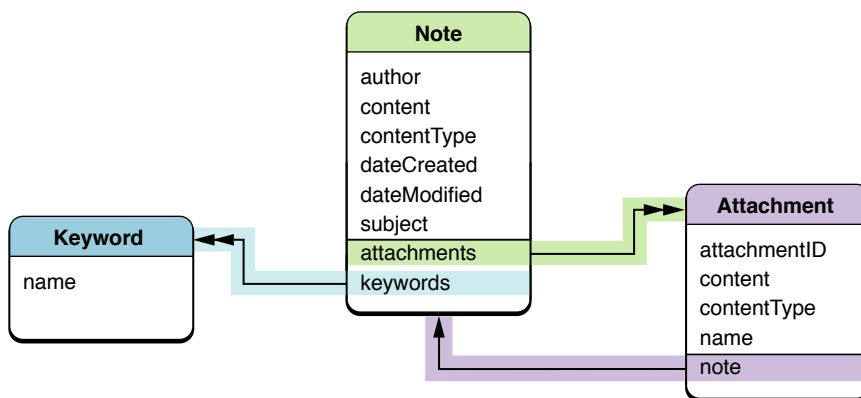 Note
author
content
contentType
dateCreated
dateModified
subject
attachments
keywords
Keyword
name
Attachment
attachmentID
content
contentType
name
note